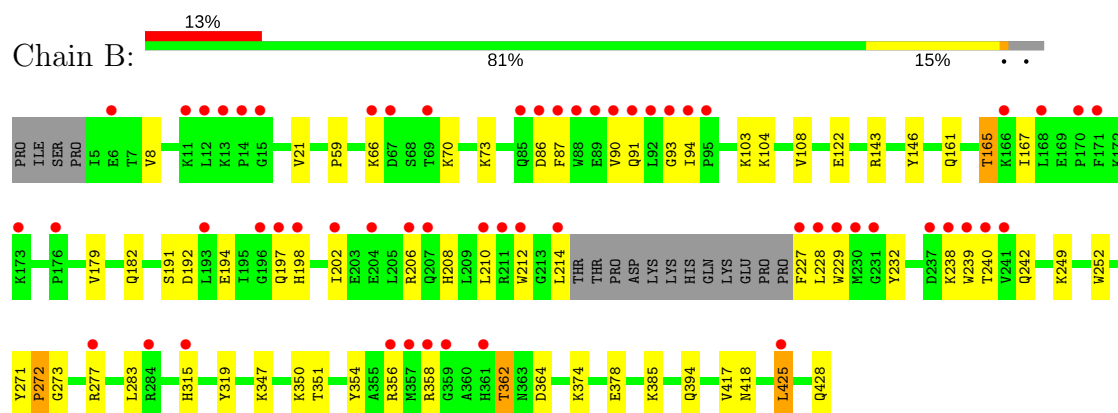 13%
Chain B:
81% 15% • •
PRO ILE SER PRO I5 E6 T7 V8 K11 L12 K13 P14 G15 V21 P59 K66 D67 S68 T69 K70 K73 Q85 D86 F87 W88 E89 V90 Q91 L92 G93 I94 P95 K103 K104 V108 E122 R143 Y146 Q161 T165 K166 I167 L168 E169 P170 F171 K172
K173 P176 V179 Q182 S191 D192 L193 E194 I195 G196 Q197 H198 I202 E203 E204 L205 R206 Q207 H208 L209 L210 R211 W212 G213 L214 THR THR PRO ASP LYS LYS HIS GLN LYS GLU PRO PRO F227 L228 W229 M230 G231 Y232 D237 K238 W239 T240 V241 Q242 K249 W252
Y271 P272 G273 R277 L283 R284 H315 Y319 K347 K350 T351 Y354 A355 R356 M357 R358 G359 A360 H361 T362 N363 D364 K374 E378 K385 Q394 V417 N418 L425 Q428